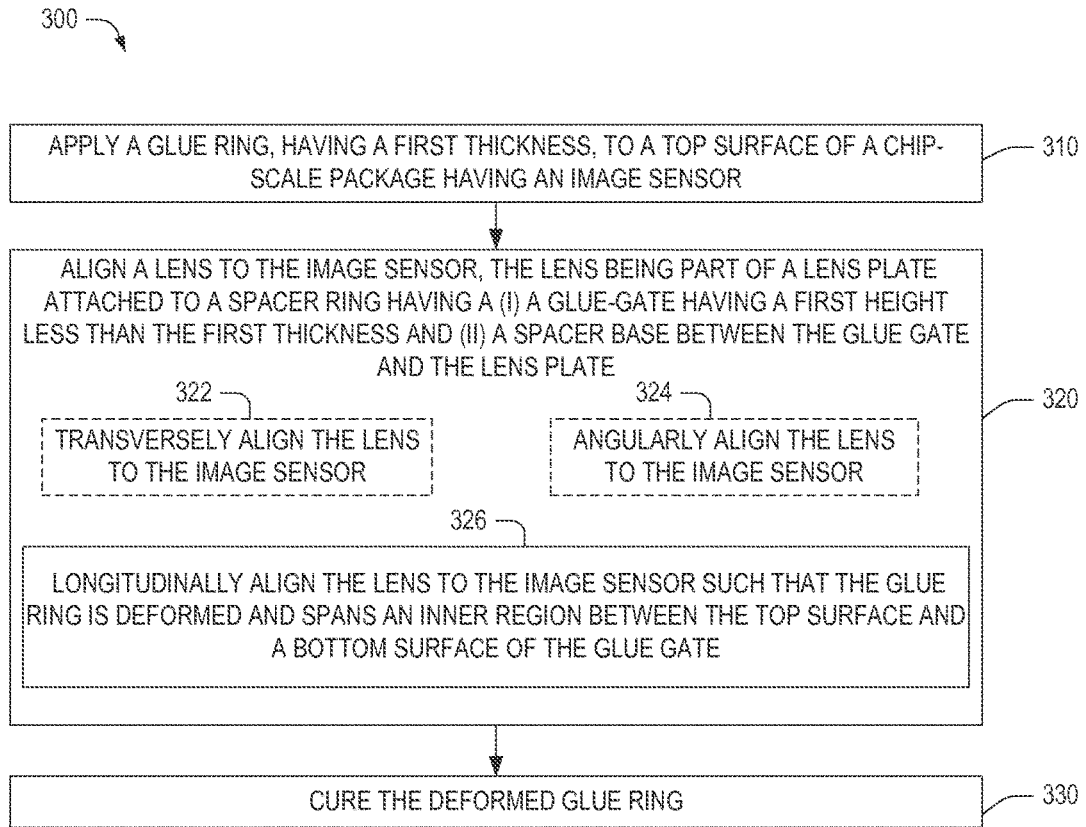 300
APPLY A GLUE RING, HAVING A FIRST THICKNESS, TO A TOP SURFACE OF A CHIP-
SCALE PACKAGE HAVING AN IMAGE SENSOR
310
ALIGN A LENS TO THE IMAGE SENSOR, THE LENS BEING PART OF A LENS PLATE
ATTACHED TO A SPACER RING HAVING A (I) A GLUE-GATE HAVING A FIRST HEIGHT
LESS THAN THE FIRST THICKNESS AND (II) A SPACER BASE BETWEEN THE GLUE GATE
AND THE LENS PLATE
320
322
TRANSVERSELY ALIGN THE LENS
TO THE IMAGE SENSOR
324
ANGULARLY ALIGN THE LENS
TO THE IMAGE SENSOR
326
LONGITUDINALLY ALIGN THE LENS TO THE IMAGE SENSOR SUCH THAT THE GLUE
RING IS DEFORMED AND SPANS AN INNER REGION BETWEEN THE TOP SURFACE AND
A BOTTOM SURFACE OF THE GLUE GATE
CURE THE DEFORMED GLUE RING
330